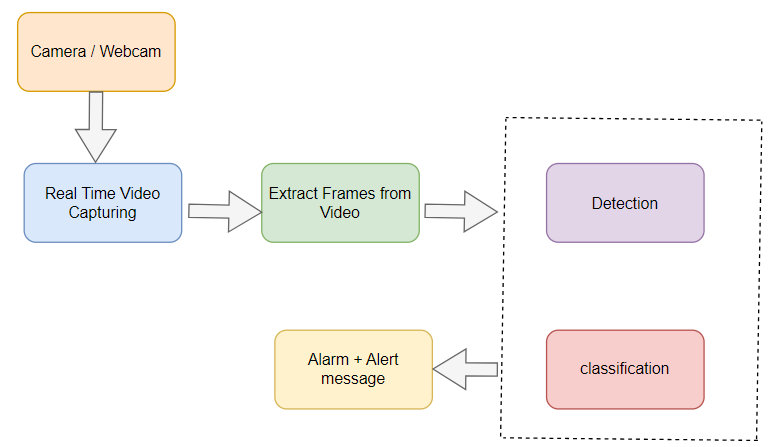 Camera / Webcam
Real Time Video
Capturing
Extract Frames from
Video
Detection
Alarm + Alert
message
classification